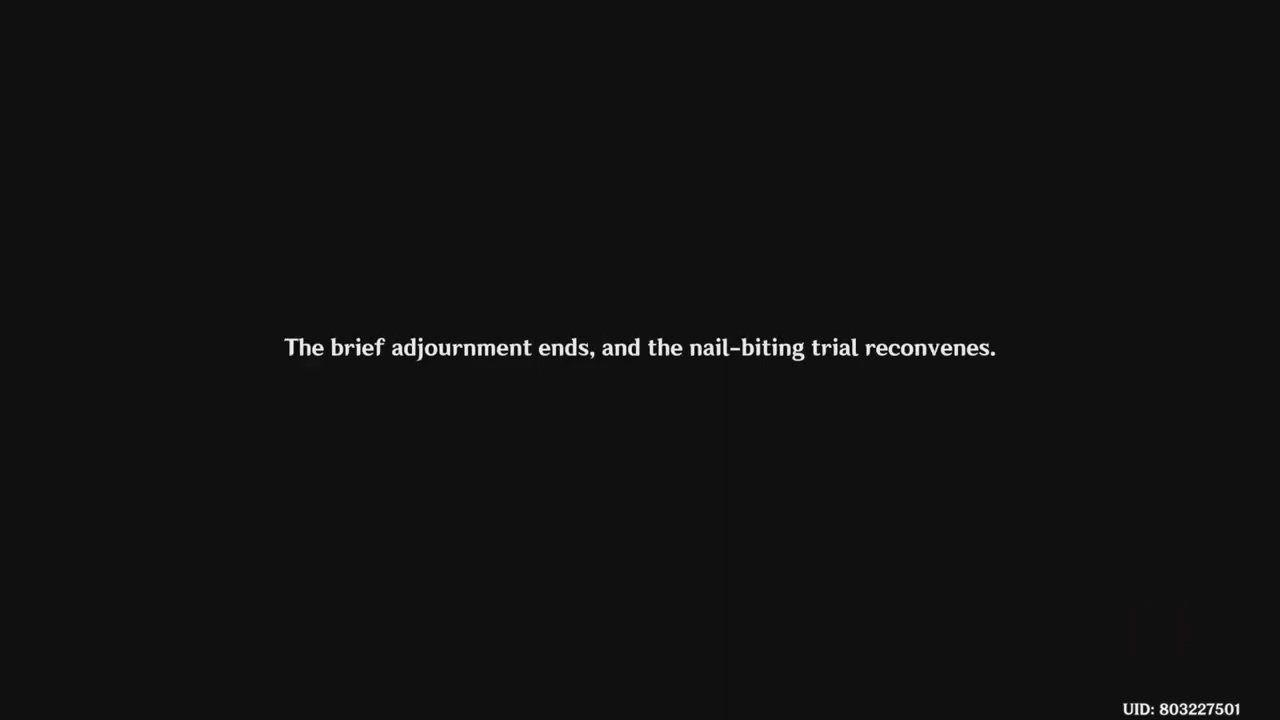 The brief adjournment ends, and the nail-biting trial reconvenes.
UID: 803227501